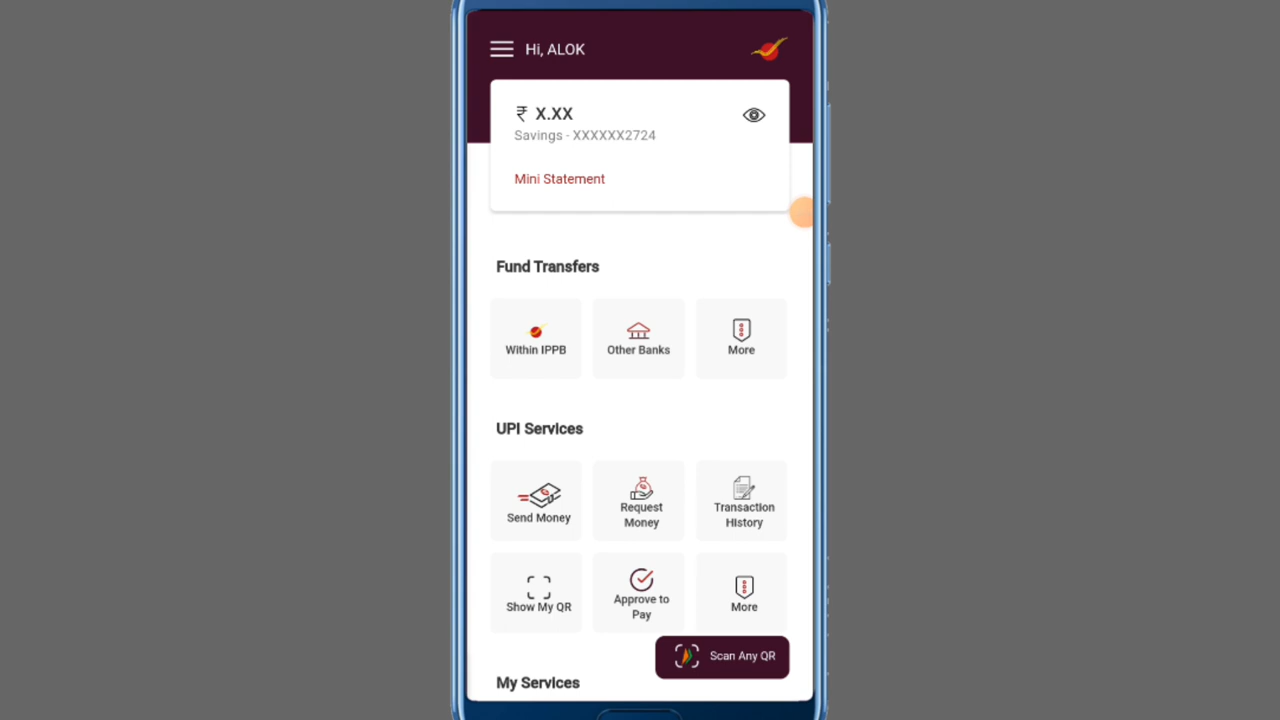 Hi, ALOK
₹ X.XX
Savings - XXXXXX2724
Mini Statement
Fund Transfers
Within IPPB
Other Banks
More
UPI Services
Send Money
Request
Money
Transaction
History
Show My QR
Approve to
Pay
More
Scan Any QR
My Services